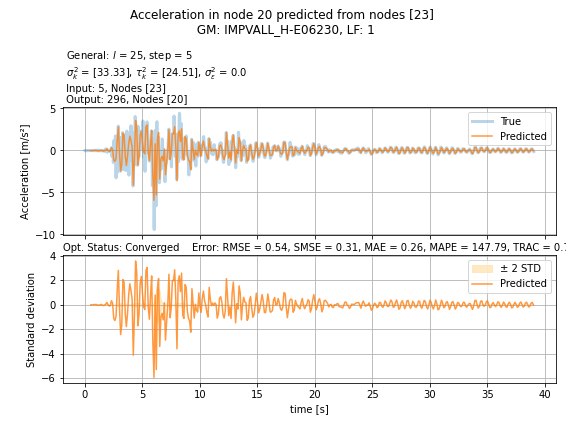 Acceleration in node 20 predicted from nodes [23]
GM: IMPVALL_H-E06230, LF: 1
General: l = 25, step = 5
σ²ₖ = [33.33], τ²ₖ = [24.51], σ²ε = 0.0
Input: 5, Nodes [23]
Output: 296, Nodes [20]
5
0
−5
−10
Acceleration [m/s²]
True
Predicted
Opt. Status: Converged Error: RMSE = 0.54, SMSE = 0.31, MAE = 0.26, MAPE = 147.79, TRAC = 0.
4
2
0
−2
−4
−6
Standard deviation
± 2 STD
Predicted
0 5 10 15 20 25 30 35 40
time [s]